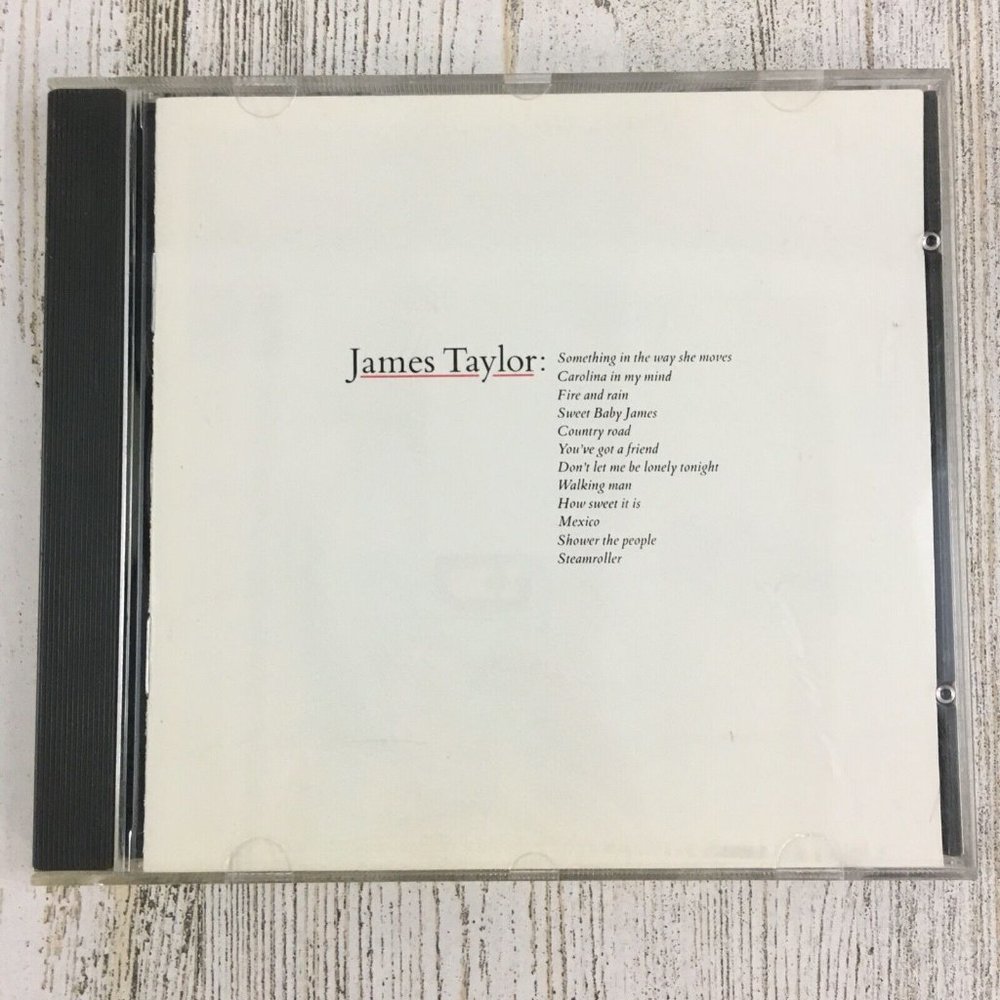 James Taylor:
Something in the way she moves
Carolina in my mind
Fire and rain
Sweet Baby James
Country road
You've got a friend
Don't let me be lonely tonight
Walking man
How sweet it is
Mexico
Shower the people
Steamroller